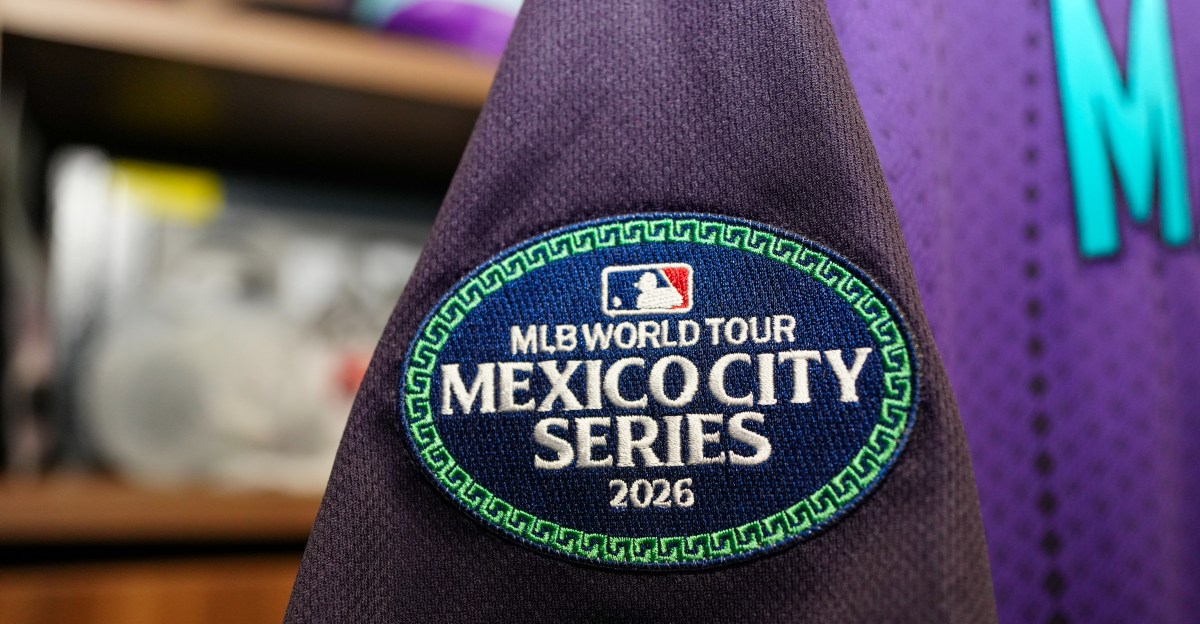 MLB WORLD TOUR
MEXICO CITY
SERIES
2026
M